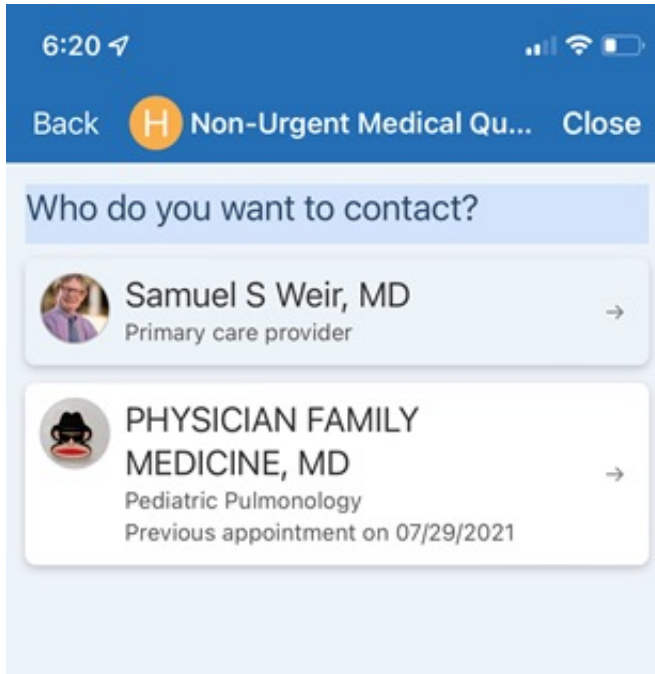 6:20
Back H Non-Urgent Medical Qu... Close
Who do you want to contact?
Samuel S Weir, MD
Primary care provider
PHYSICIAN FAMILY
MEDICINE, MD
Pediatric Pulmonology
Previous appointment on 07/29/2021